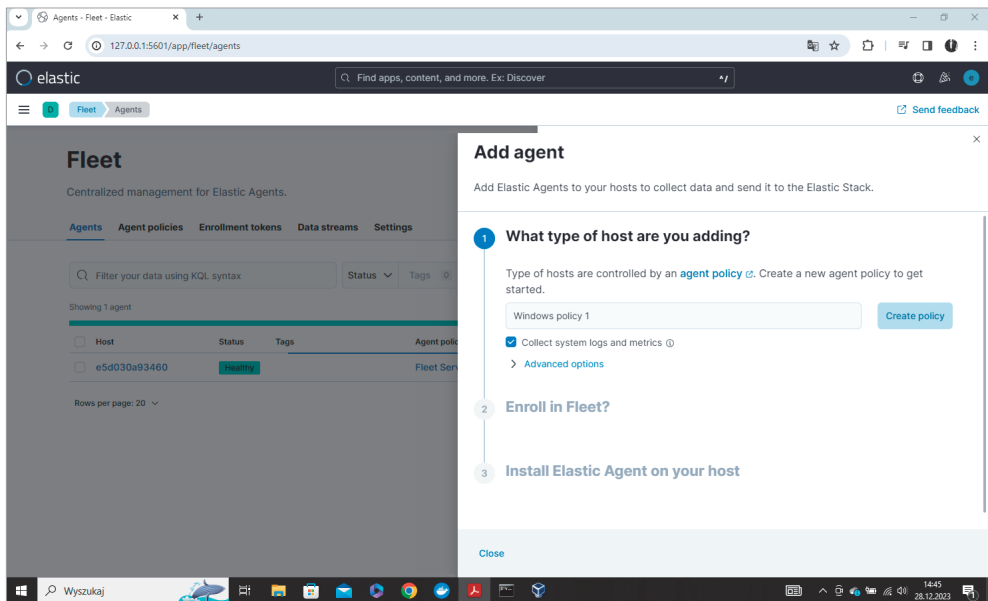 Agents - Fleet - Elastic
127.0.0.1:5601/app/fleet/agents
elastic
Find apps, content, and more. Ex: Discover
^/
e
D
Fleet
Agents
Send feedback
Fleet
Centralized management for Elastic Agents.
Agents
Agent policies
Enrollment tokens
Data streams
Settings
Filter your data using KQL syntax
Status
Tags
0
Showing 1 agent
Host
Status
Tags
Agent polic
e5d030a93460
Healthy
Fleet Serv
Rows per page: 20
Add agent
Add Elastic Agents to your hosts to collect data and send it to the Elastic Stack.
1
What type of host are you adding?
Type of hosts are controlled by an agent policy. Create a new agent policy to get
started.
Windows policy 1
Create policy
Collect system logs and metrics
Advanced options
2
Enroll in Fleet?
3
Install Elastic Agent on your host
Close
Wyszukaj
14:45
28.12.2023